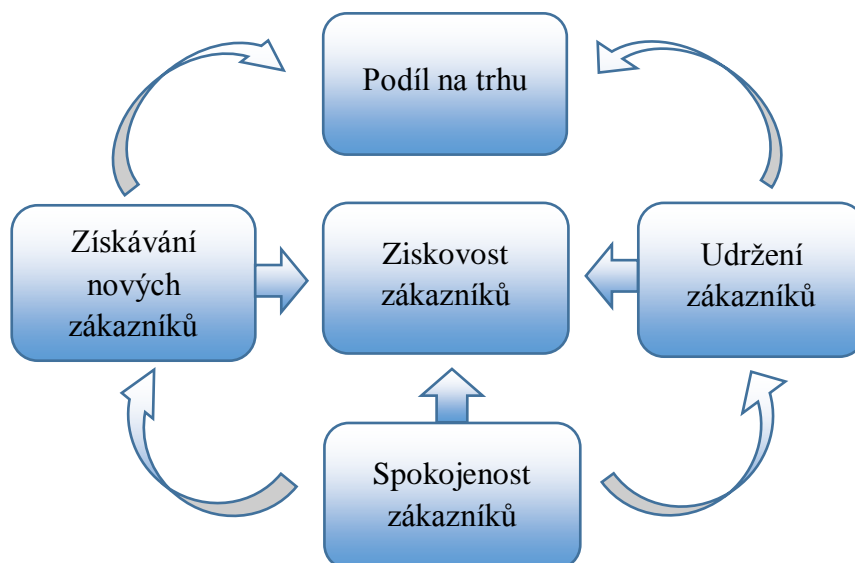 Podíl na trhu
Získávání
nových
zákazníků
Ziskovost
zákazníků
Udržení
zákazníků
Spokojenost
zákazníků